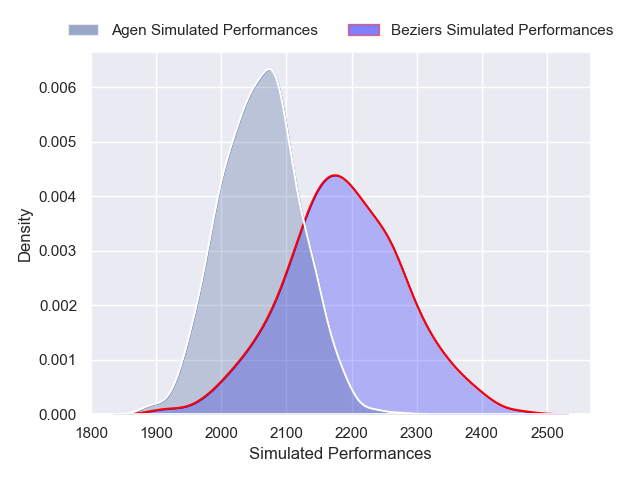 Agen Simulated Performances Beziers Simulated Performances
0.006
0.005
0.004
0.003
0.002
0.001
0.000
Density
1800 1900 2000 2100 2200 2300 2400 2500
Simulated Performances